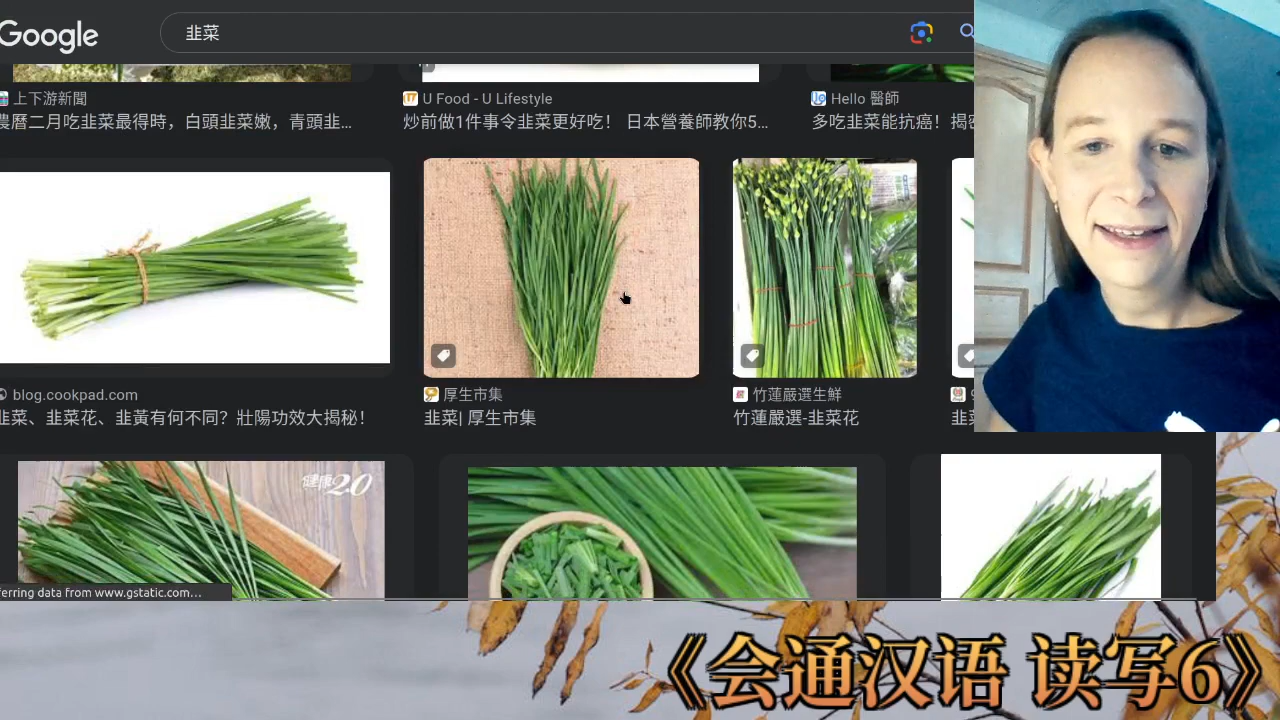 Google
韭菜
上下游新聞
農曆二月吃韭菜最得時，白頭韭菜嫩，青頭韭...
U Food - U Lifestyle
炒前做1件事令韭菜更好吃！ 日本營養師教你5...
Hello 醫師
多吃韭菜能抗癌！揭密
blog.cookpad.com
韭菜、韭菜花、韭黃有何不同？壯陽功效大揭秘！
厚生市集
韭菜| 厚生市集
竹蓮嚴選生鮮
竹蓮嚴選-韭菜花
韭菜
健康2.0
ferring data from www.gstatic.com...
《会通汉语 读写6》